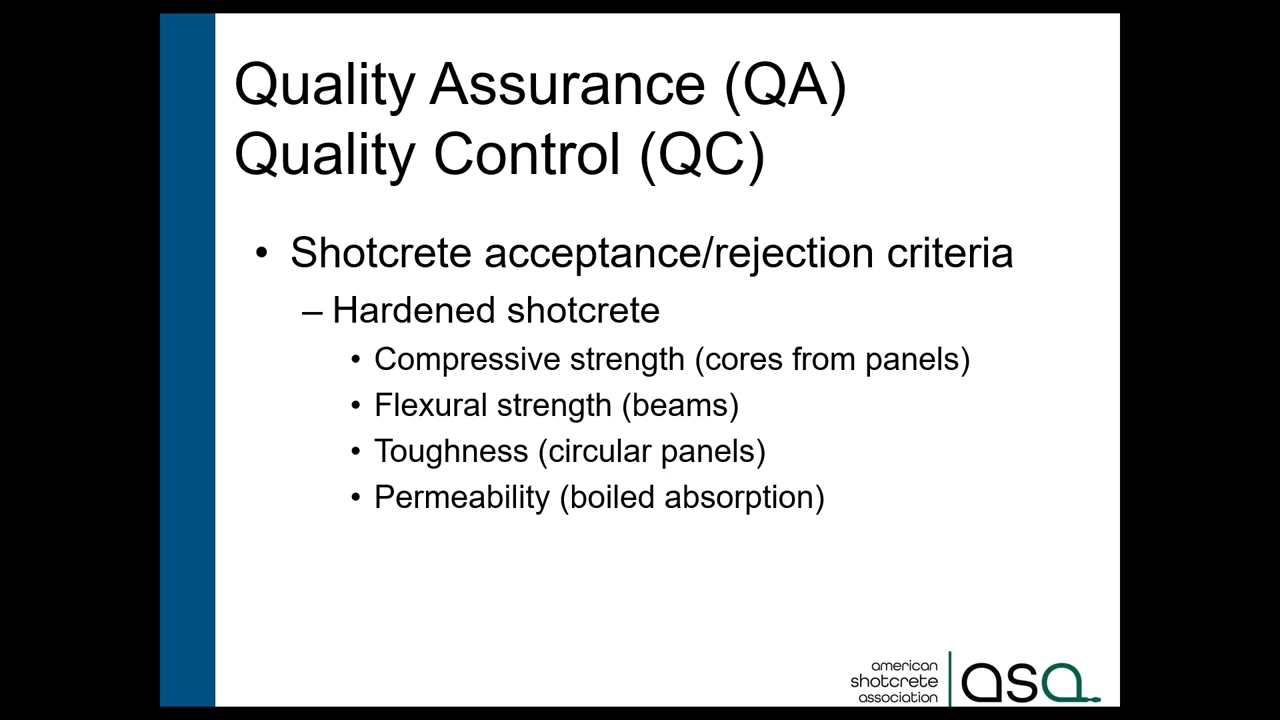 Quality Assurance (QA)
Quality Control (QC)
• Shotcrete acceptance/rejection criteria
– Hardened shotcrete
• Compressive strength (cores from panels)
• Flexural strength (beams)
• Toughness (circular panels)
• Permeability (boiled absorption)
american
shotcrete
association
asa